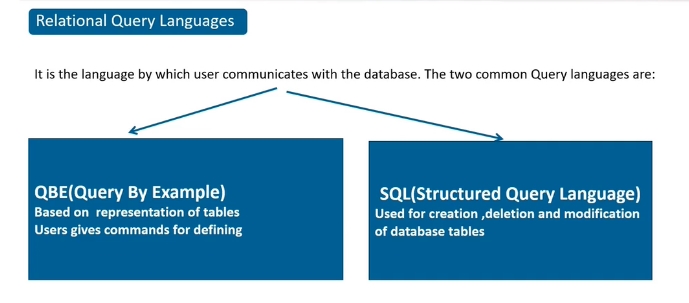 Relational Query Languages
It is the language by which user communicates with the database. The two common Query languages are:
QBE(Query By Example)
Based on representation of tables
Users gives commands for defining
SQL(Structured Query Language)
Used for creation ,deletion and modification
of database tables